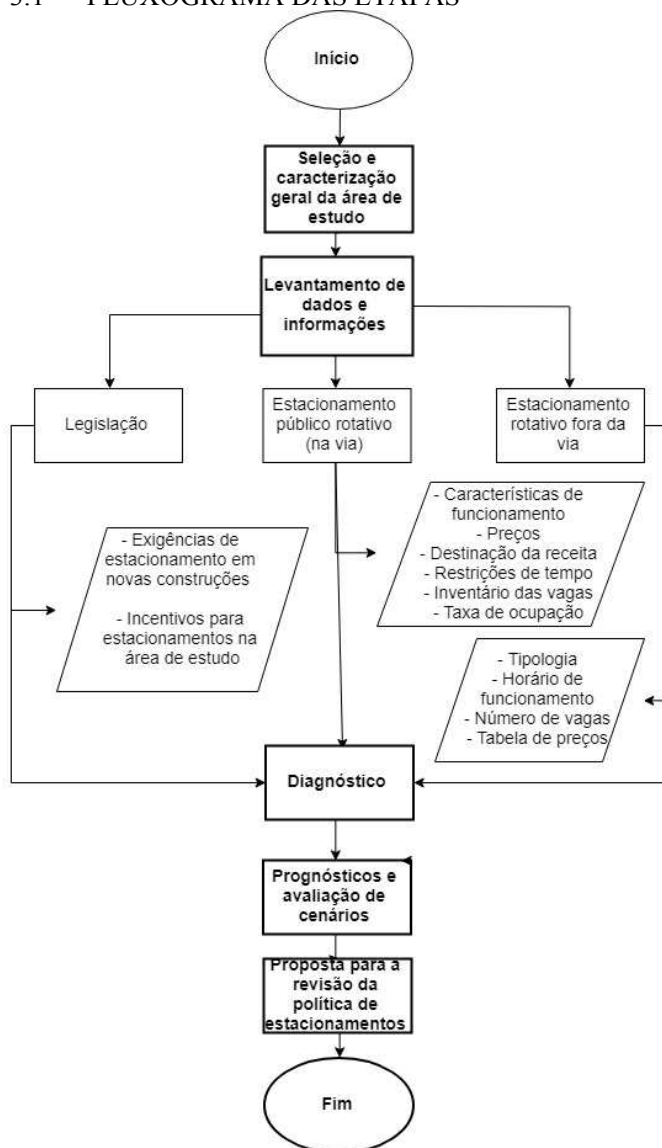 3.1 FLUXOGRAMA DAS ETAPAS
Início
Seleção e
caracterização
geral da área de
estudo
Levantamento de
dados e
informações
Legislação
Estacionamento
público rotativo
(na via)
Estacionamento
rotativo fora da
via
- Exigências de
estacionamento em
novas construções
- Incentivos para
estacionamentos na
área de estudo
- Características de
funcionamento
- Preços
- Destinação da receita
- Restrições de tempo
- Inventário das vagas
- Taxa de ocupação
- Tipologia
- Horário de
funcionamento
- Número de vagas
- Tabela de preços
Diagnóstico
Prognósticos e
avaliação de
cenários
Proposta para a
revisão da
política de
estacionamentos
Fim